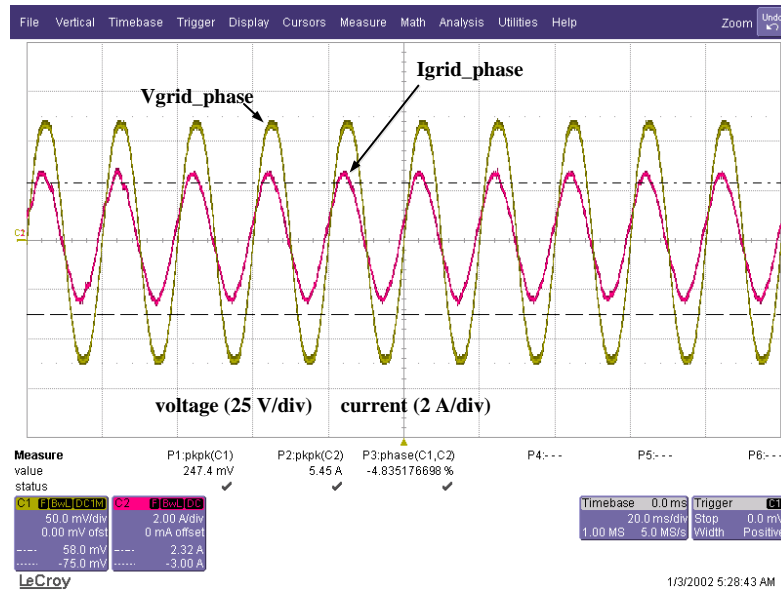 File Vertical Timebase Trigger Display Cursors Measure Math Analysis Utilities Help Zoom Undo
Igrid_phase
Vgrid_phase
C2
voltage (25 V/div) current (2 A/div)
Measure P1:pkpk(C1) P2:pkpk(C2) P3:phase(C1,C2) P4:--- P5:--- P6:---
value 247.4 mV 5.45 A -4.835176698 %
status
C1 F BwL DC1M C2 F BwL DC Timebase 0.0 ms Trigger C1
50.0 mV/div 2.00 A/div 20.0 ms/div Stop 0.0 mV
0.00 mV ofst 0 mA offset 1.00 MS 5.0 MS/s Width Positive
58.0 mV 2.32 A
-75.0 mV -3.00 A
LeCroy 1/3/2002 5:28:43 AM